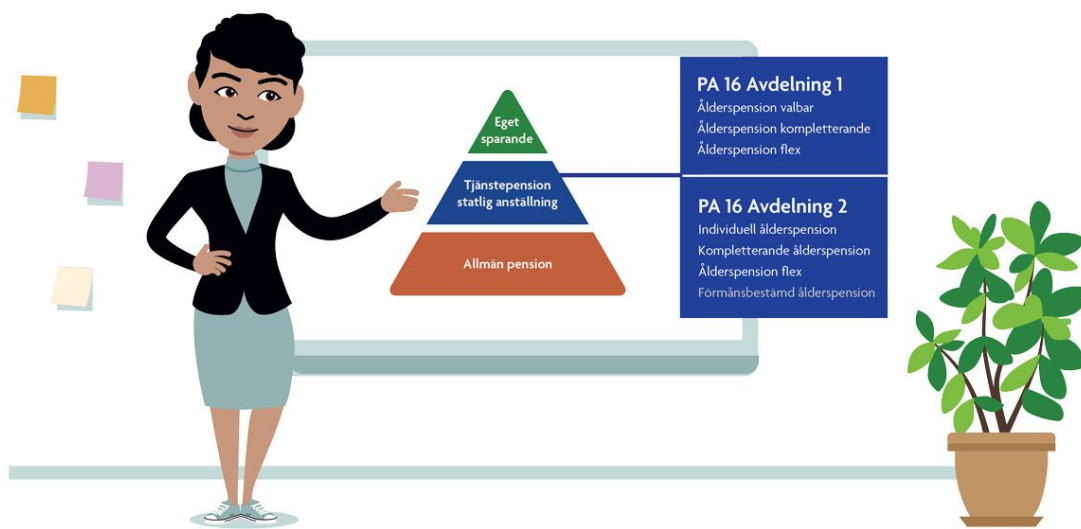 Eget
sparande
Tjänstepension
statlig anställning
Allmän pension
PA 16 Avdelning 1
Ålderspension valbar
Ålderspension kompletterande
Ålderspension flex
PA 16 Avdelning 2
Individuell ålderspension
Kompletterande ålderspension
Ålderspension flex
Förmånsbestämd ålderspension